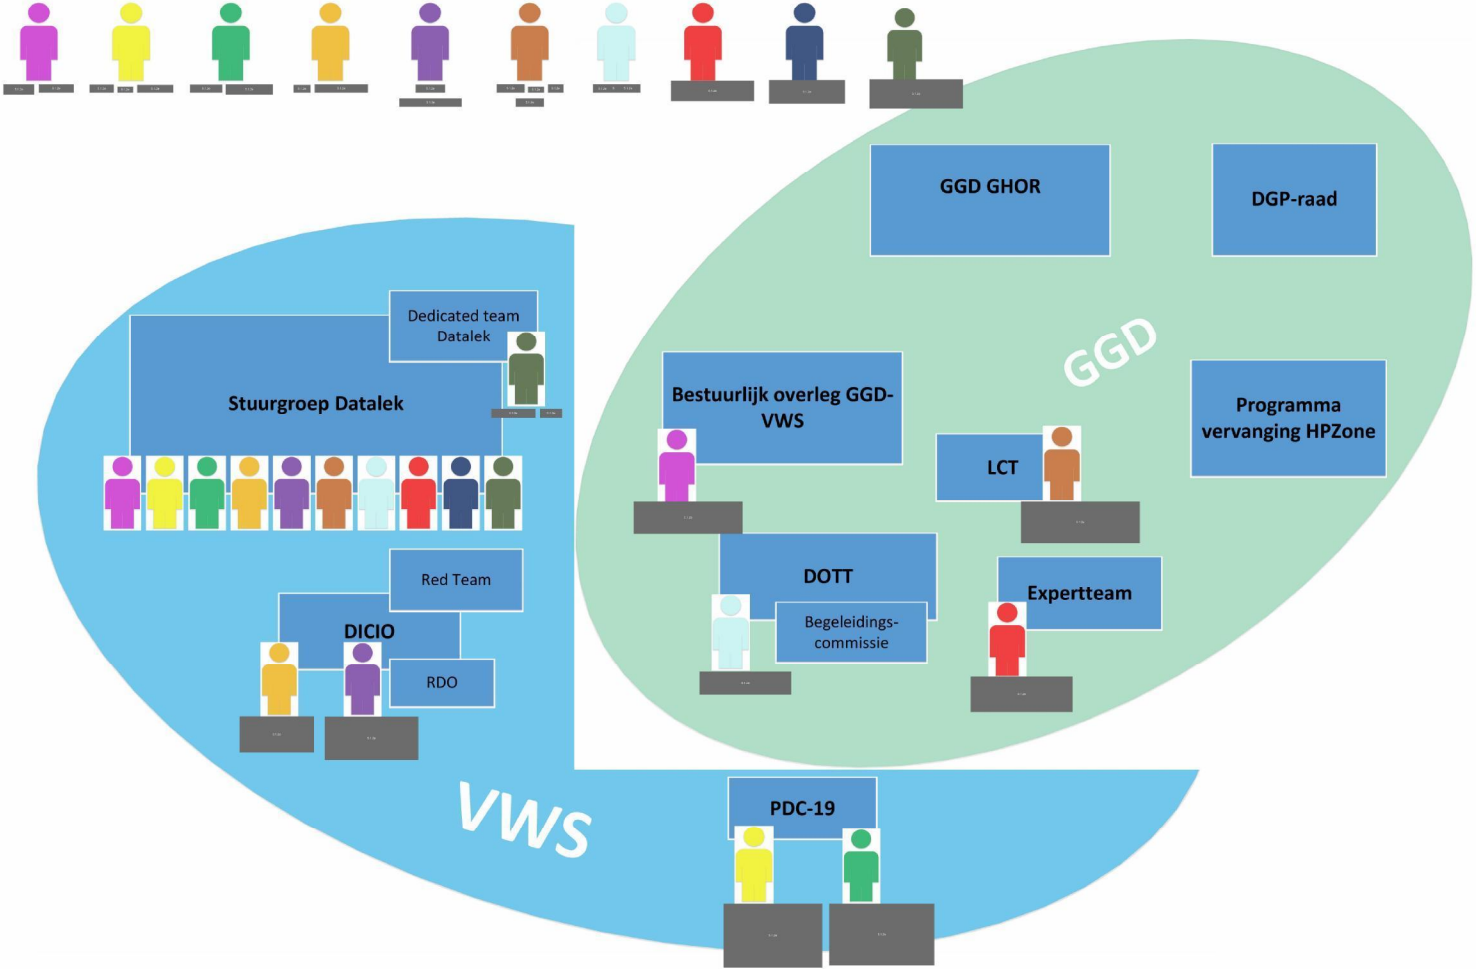 GGD GHOR
DGP-raad
GGD
Dedicated team
Datalek
Stuurgroep Datalek
Bestuurlijk overleg GGD-
VWS
LCT
Programma
vervanging HPZone
Red Team
DICIO
RDO
DOTT
Begeleidings-
commissie
Expertteam
VWS
PDC-19